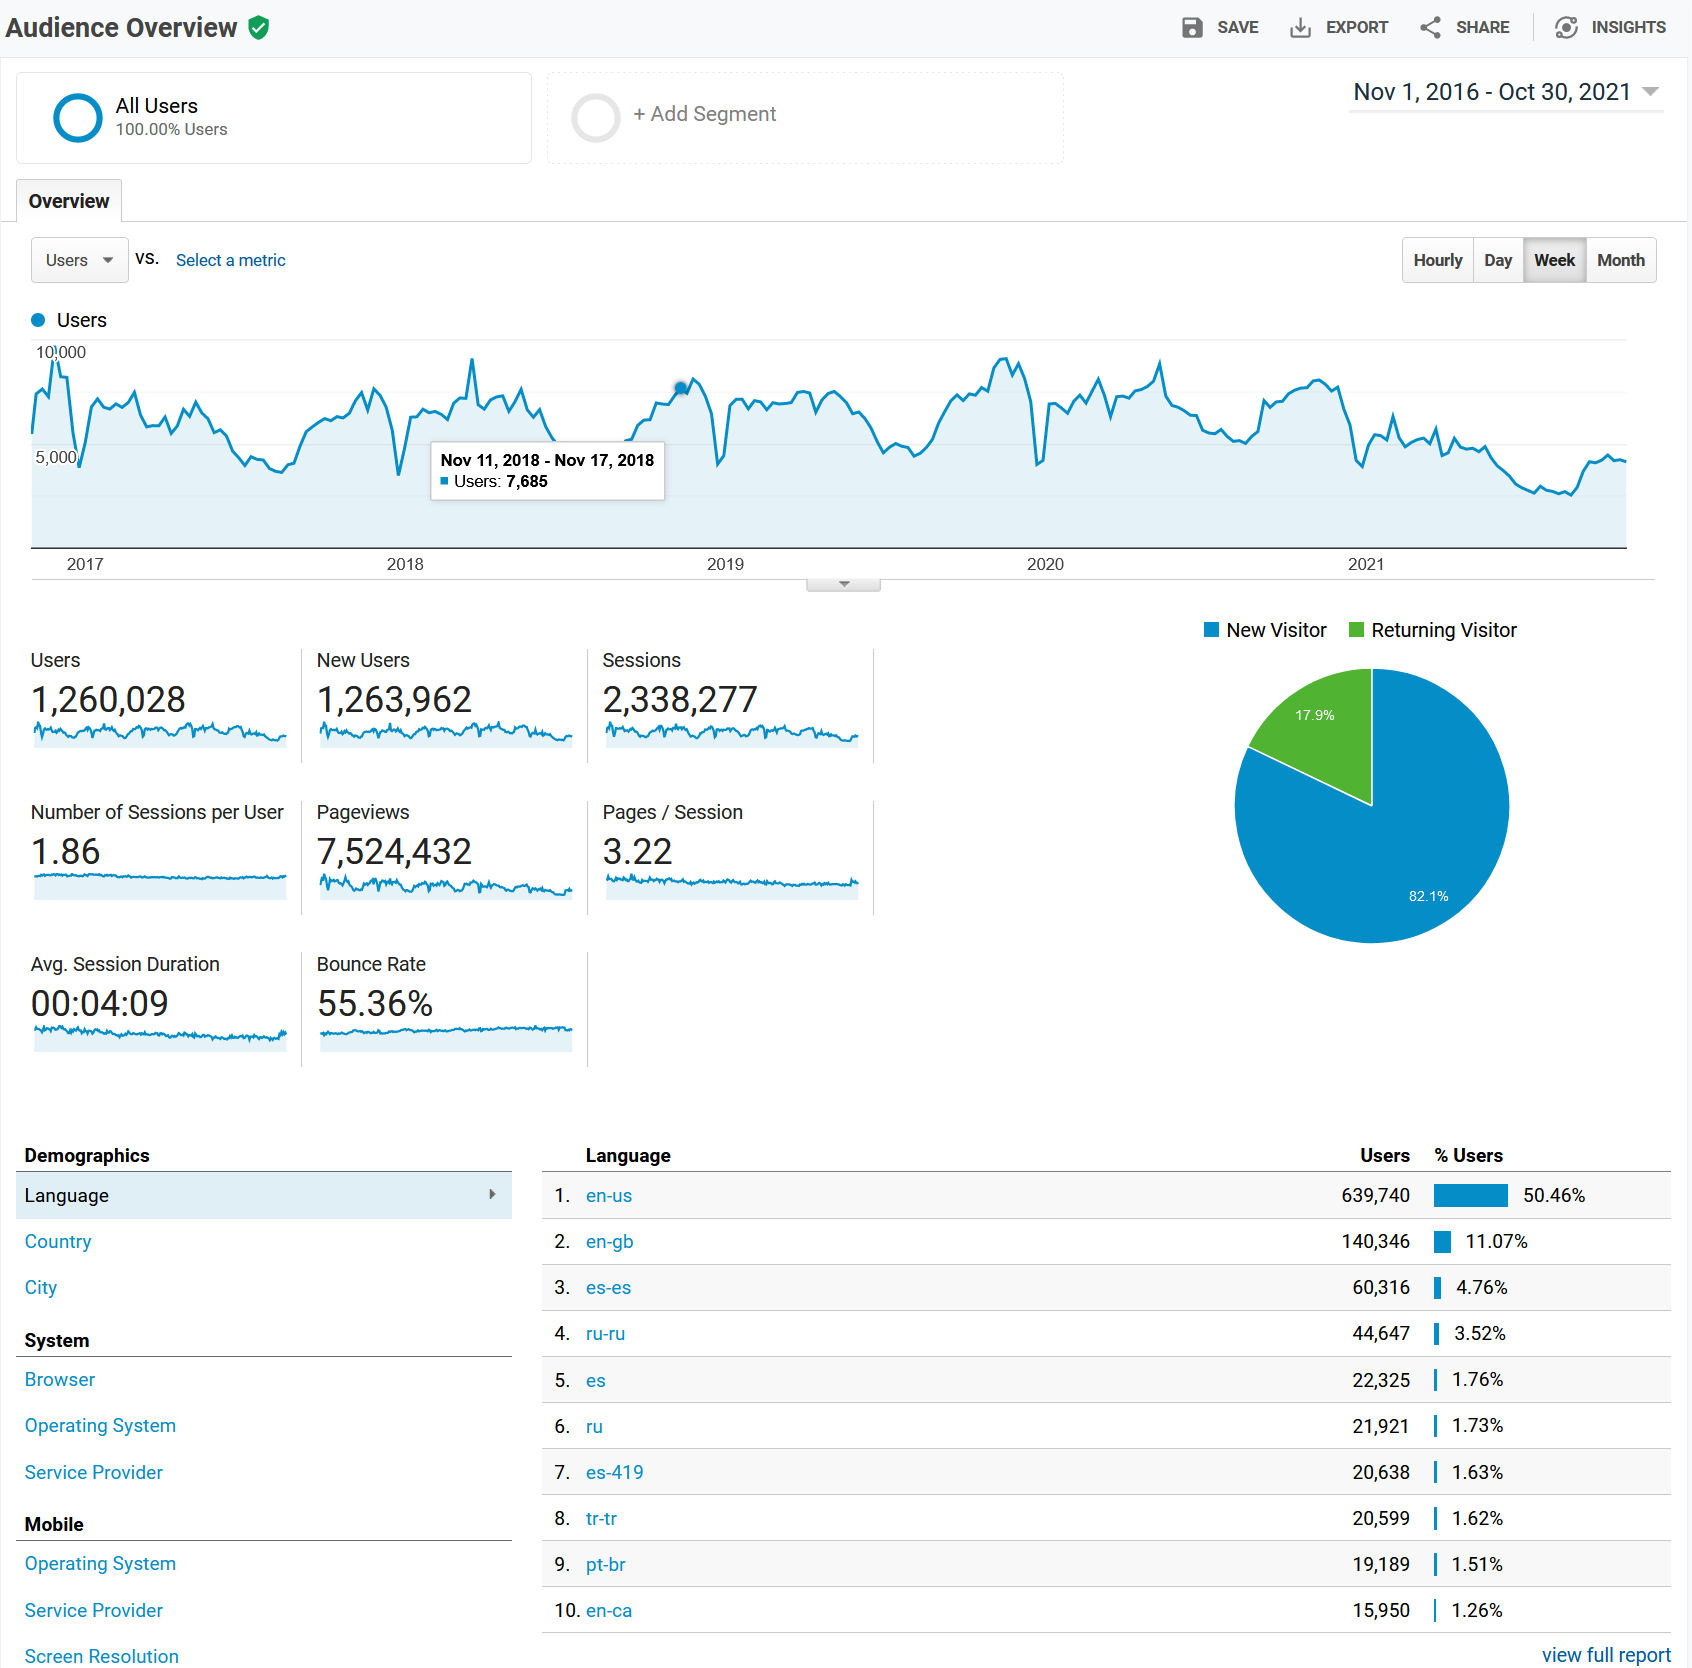 Audience Overview
SAVE EXPORT SHARE INSIGHTS
All Users
100.00% Users
+ Add Segment
Nov 1, 2016 - Oct 30, 2021
Overview
Users VS. Select a metric
Hourly Day Week Month
Users
10,000
5,000
Nov 11, 2018 - Nov 17, 2018
Users: 7,685
2017 2018 2019 2020 2021
New Visitor Returning Visitor
17.9%
82.1%
Users
1,260,028
New Users
1,263,962
Sessions
2,338,277
Number of Sessions per User
1.86
Pageviews
7,524,432
Pages / Session
3.22
Avg. Session Duration
00:04:09
Bounce Rate
55.36%
Demographics
Language
Country
City
System
Browser
Operating System
Service Provider
Mobile
Operating System
Service Provider
Screen Resolution
Language Users % Users
1. en-us 639,740 50.46%
2. en-gb 140,346 11.07%
3. es-es 60,316 4.76%
4. ru-ru 44,647 3.52%
5. es 22,325 1.76%
6. ru 21,921 1.73%
7. es-419 20,638 1.63%
8. tr-tr 20,599 1.62%
9. pt-br 19,189 1.51%
10. en-ca 15,950 1.26%
view full report